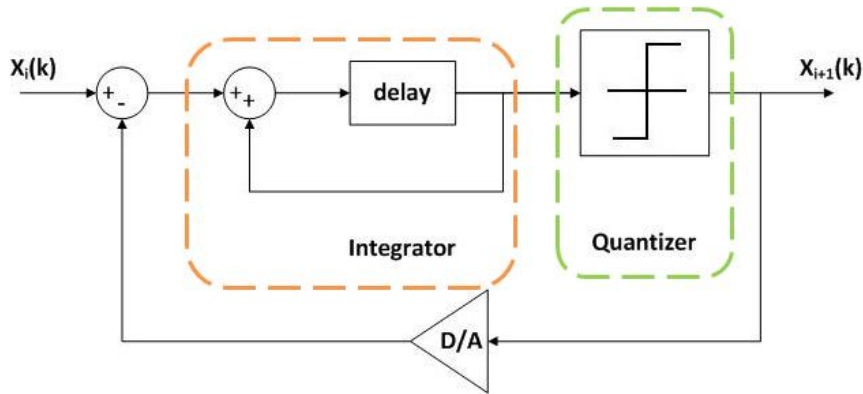 Xᵢ(k)
+
-
+
+
delay
Xᵢ₊₁(k)
Integrator
Quantizer
D/A